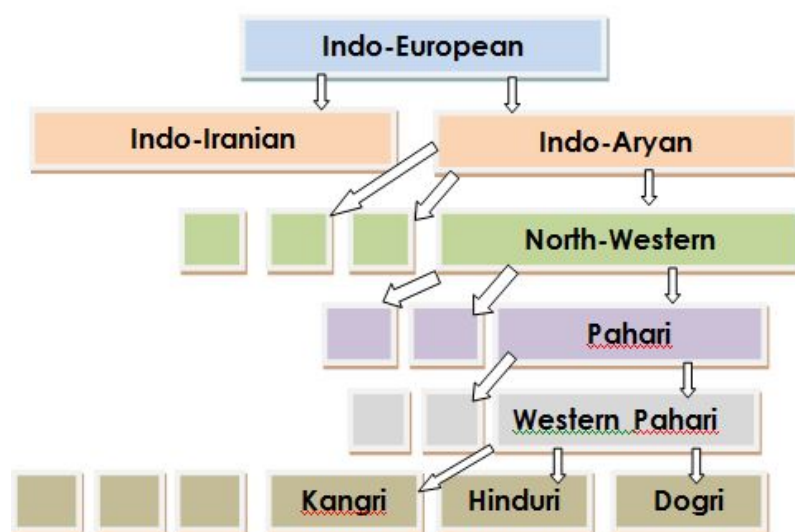 Indo-European
Indo-Iranian
Indo-Aryan
North-Western
Pahari
Western Pahari
Kangri
Hinduri
Dogri